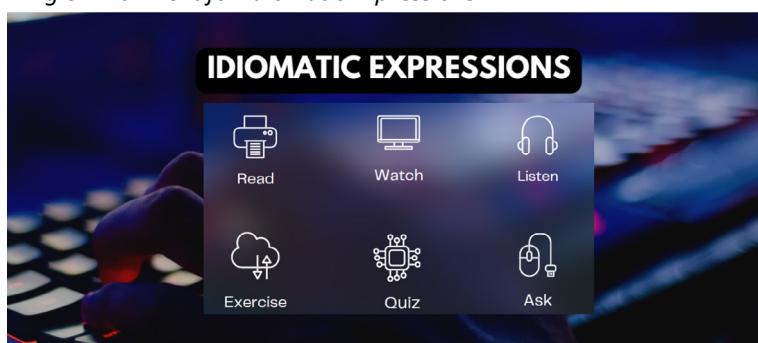 IDIOMATIC EXPRESSIONS
Read
Watch
Listen
Exercise
Quiz
Ask